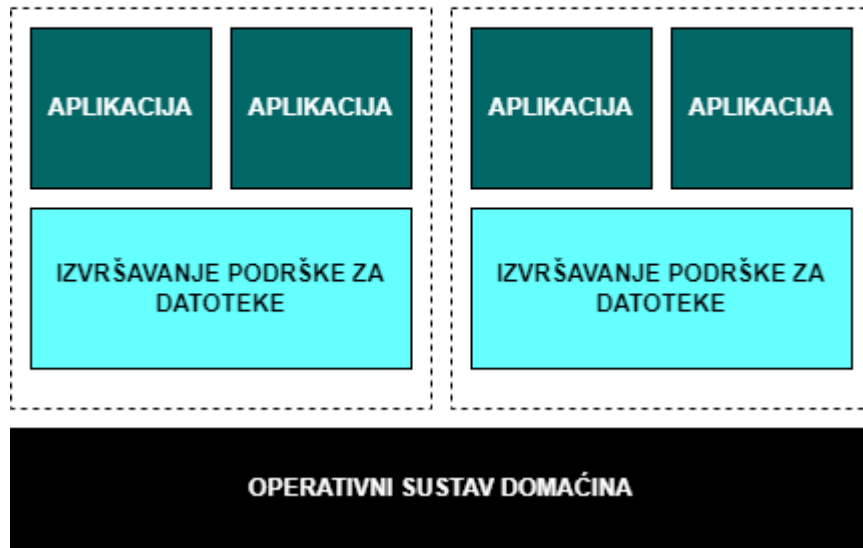 APLIKACIJA
APLIKACIJA
APLIKACIJA
APLIKACIJA
IZVRŠAVANJE PODRŠKE ZA
DATOTEKE
IZVRŠAVANJE PODRŠKE ZA
DATOTEKE
OPERATIVNI SUSTAV DOMAĆINA